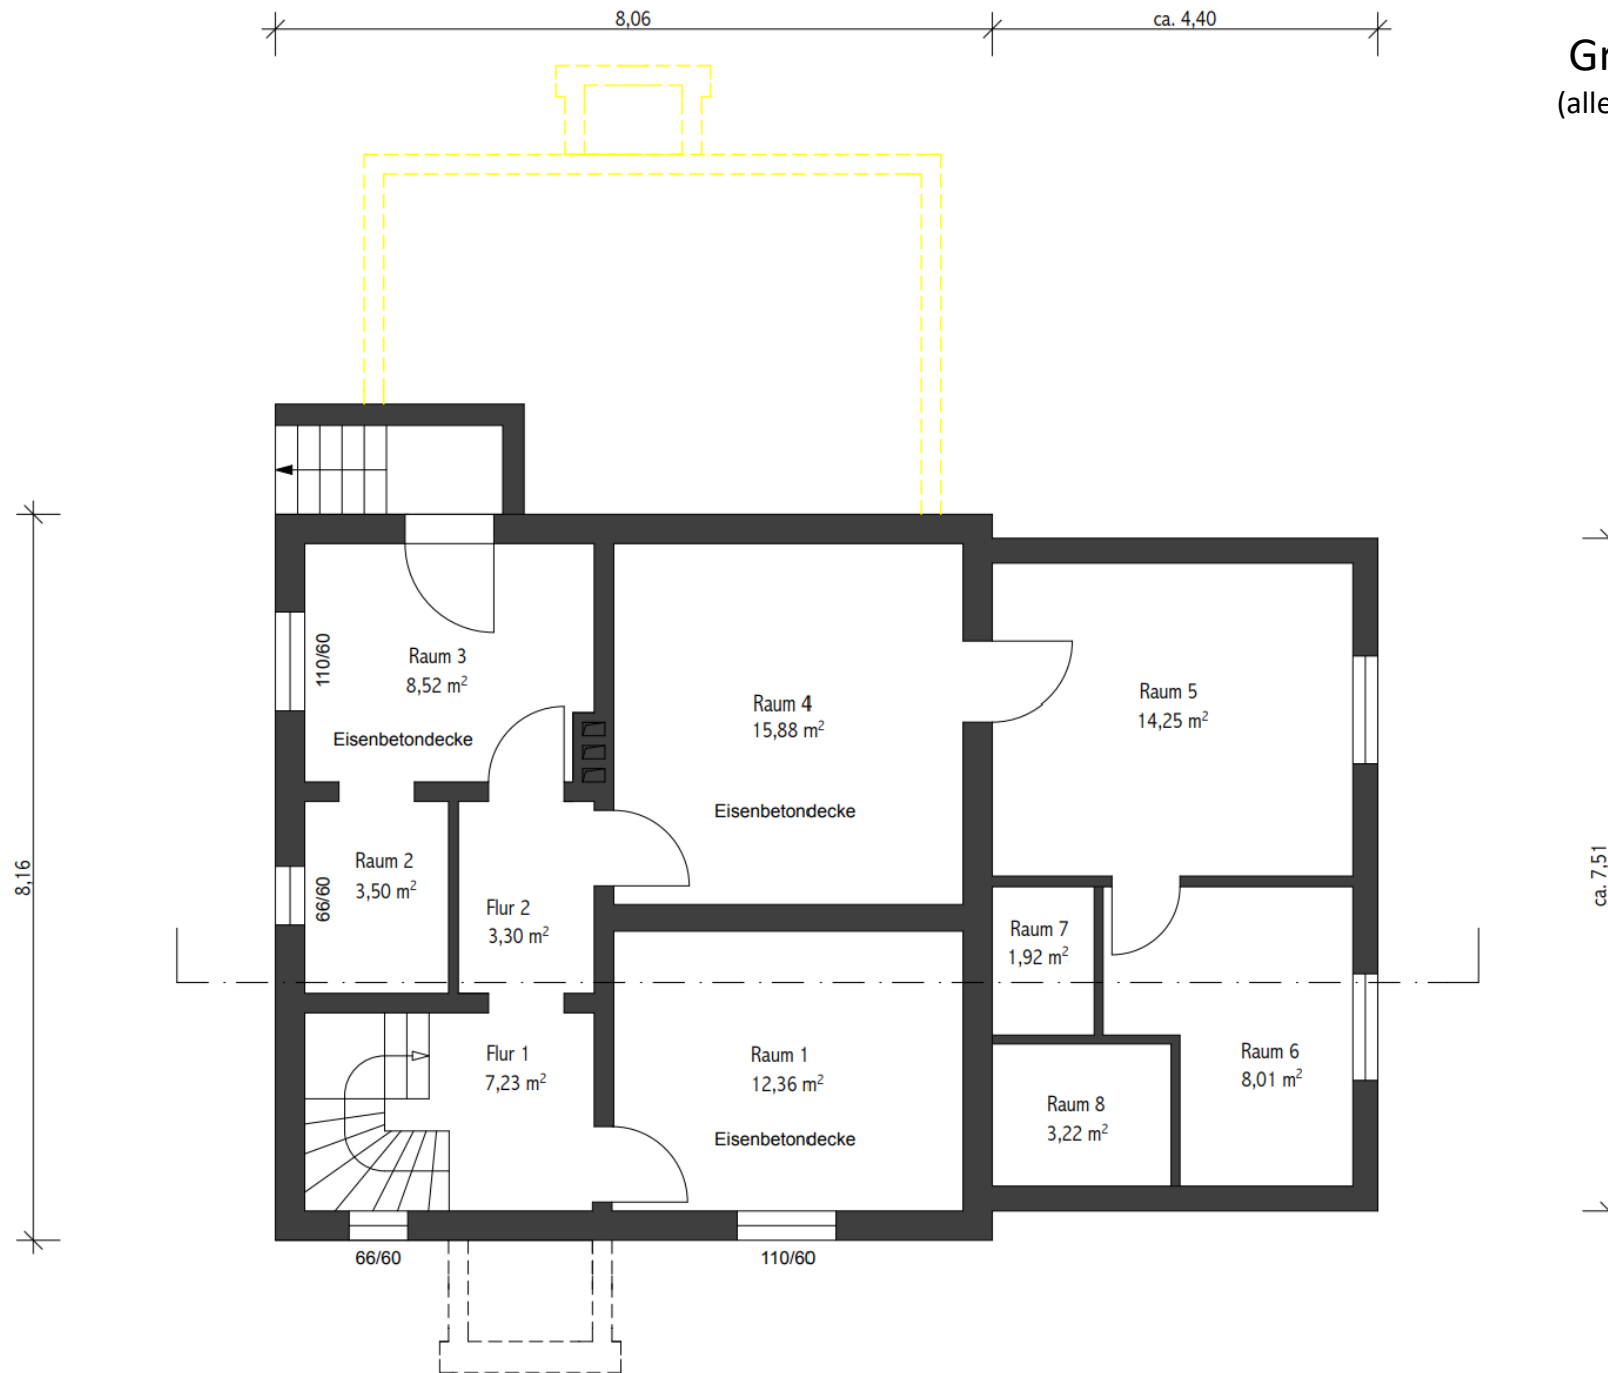 8,06
ca. 4,40
Gr
(alle
110/60
Raum 3
8,52 m²
Eisenbetondecke
Raum 4
15,88 m²
Eisenbetondecke
Raum 5
14,25 m²
8,16
66/60
Raum 2
3,50 m²
Flur 2
3,30 m²
Raum 7
1,92 m²
ca. 7,51
Flur 1
7,23 m²
Raum 1
12,36 m²
Eisenbetondecke
Raum 6
8,01 m²
Raum 8
3,22 m²
66/60
110/60